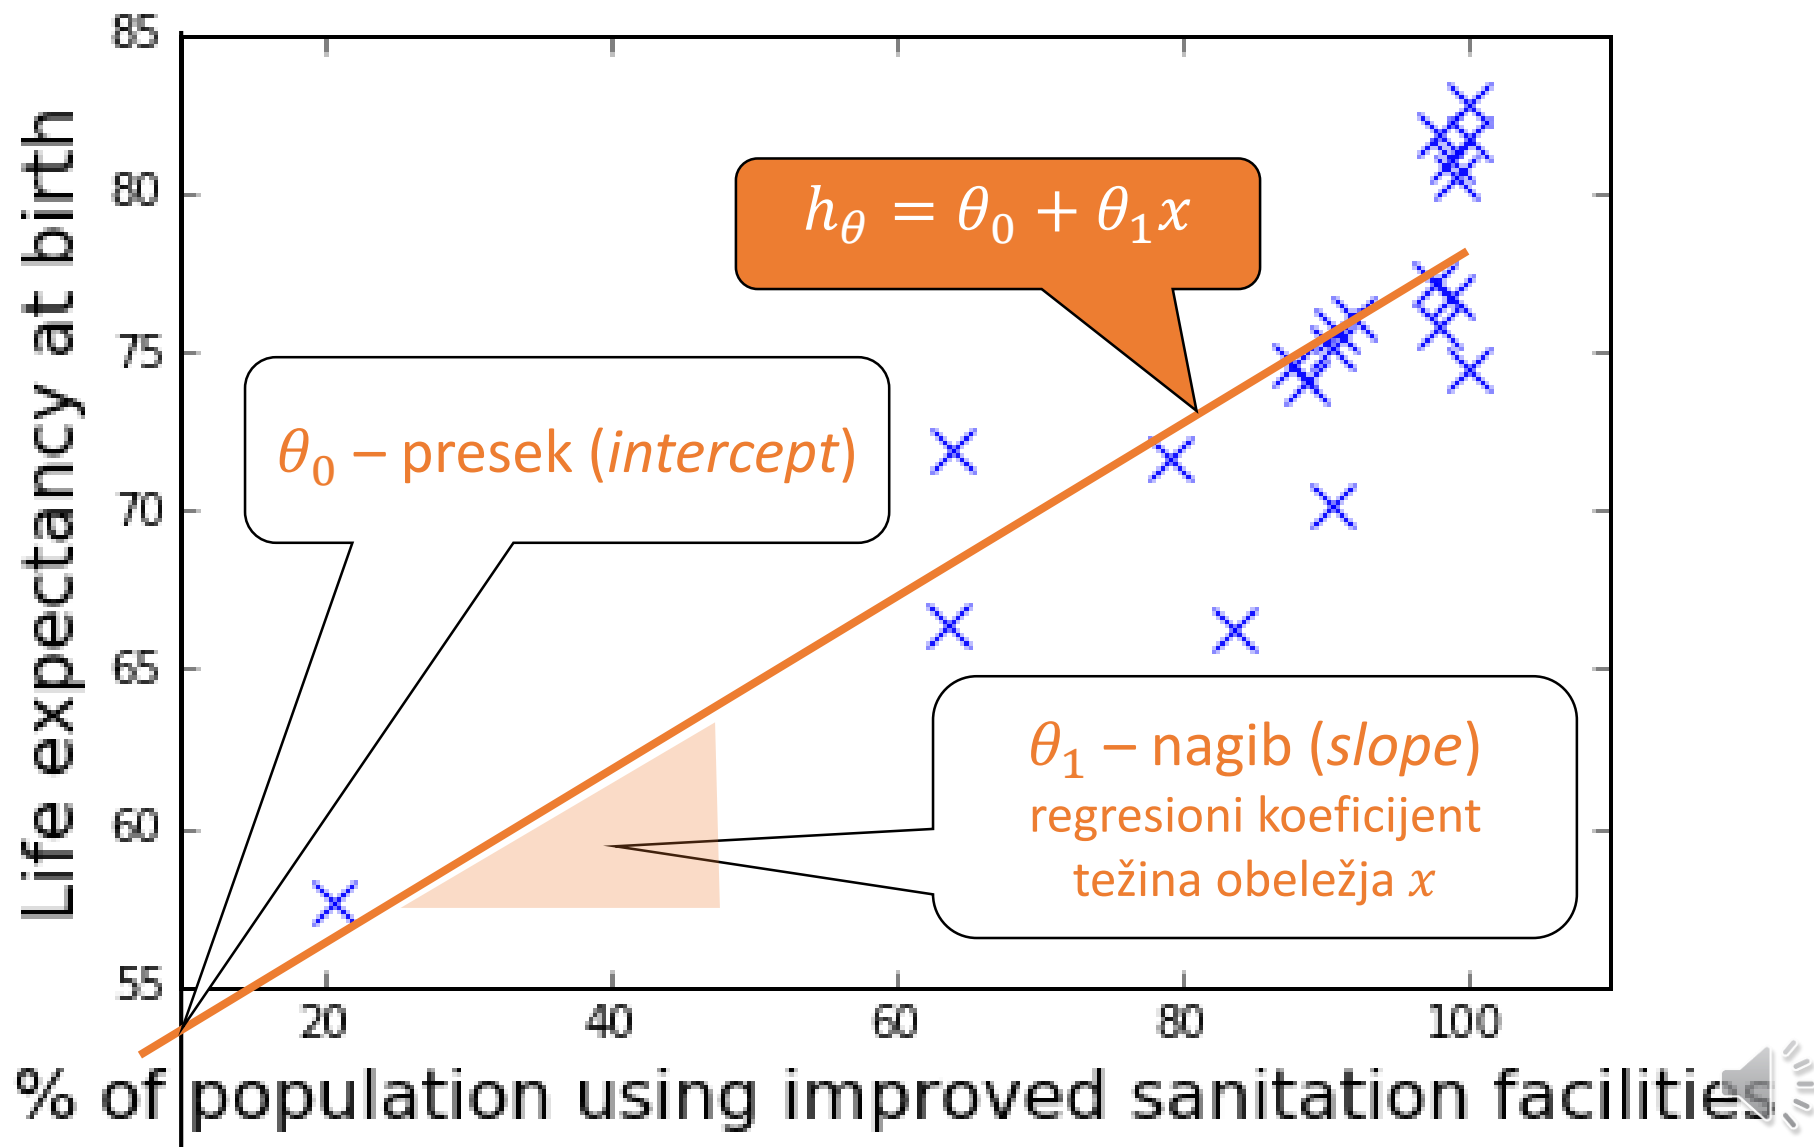 85
80
75
70
65
60
55
Life expectancy at birth
hθ = θ0 + θ1x
θ0 – presek (intercept)
θ1 – nagib (slope)
regresioni koeficijent
težina obeležja x
20 40 60 80 100
% of population using improved sanitation facilities